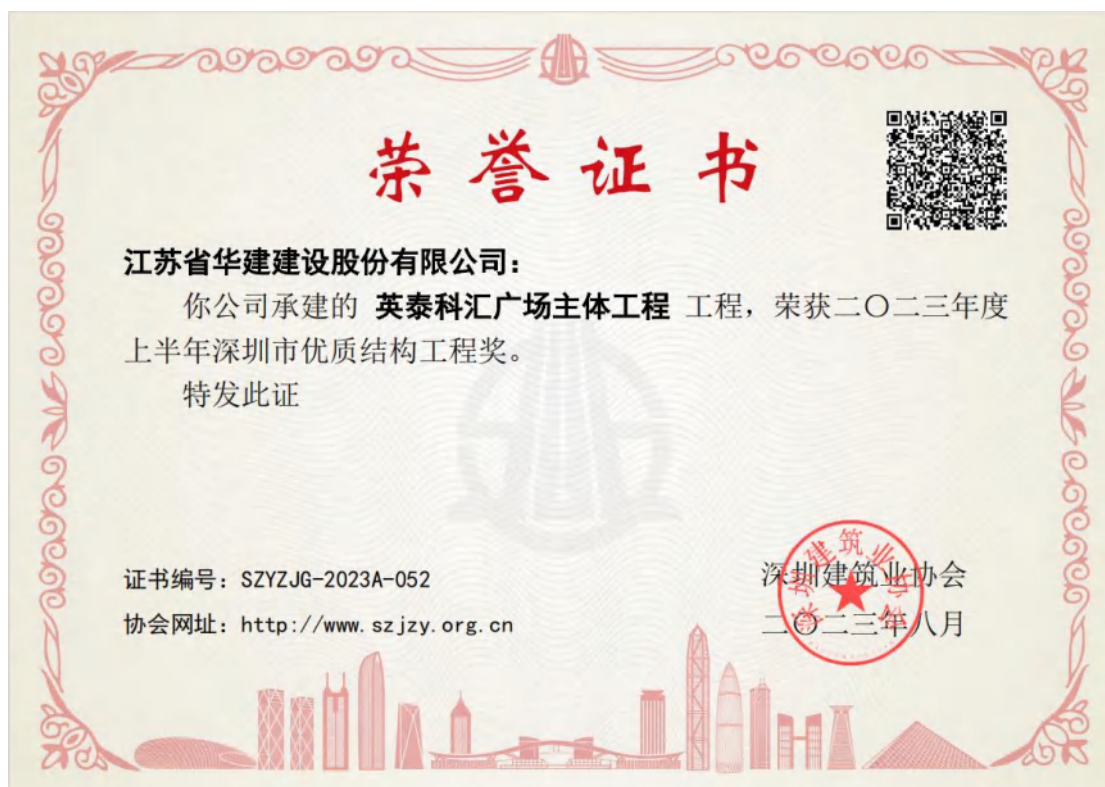 荣誉证书
江苏省华建建设股份有限公司：
你公司承建的 英泰科汇广场主体工程 工程，荣获二〇二三年度
上半年深圳市优质结构工程奖。
特发此证
证书编号：SZYZJG-2023A-052
深圳建筑业协会
协会网址：http://www.szjzy.org.cn
二〇二三年八月
深圳建筑业协会